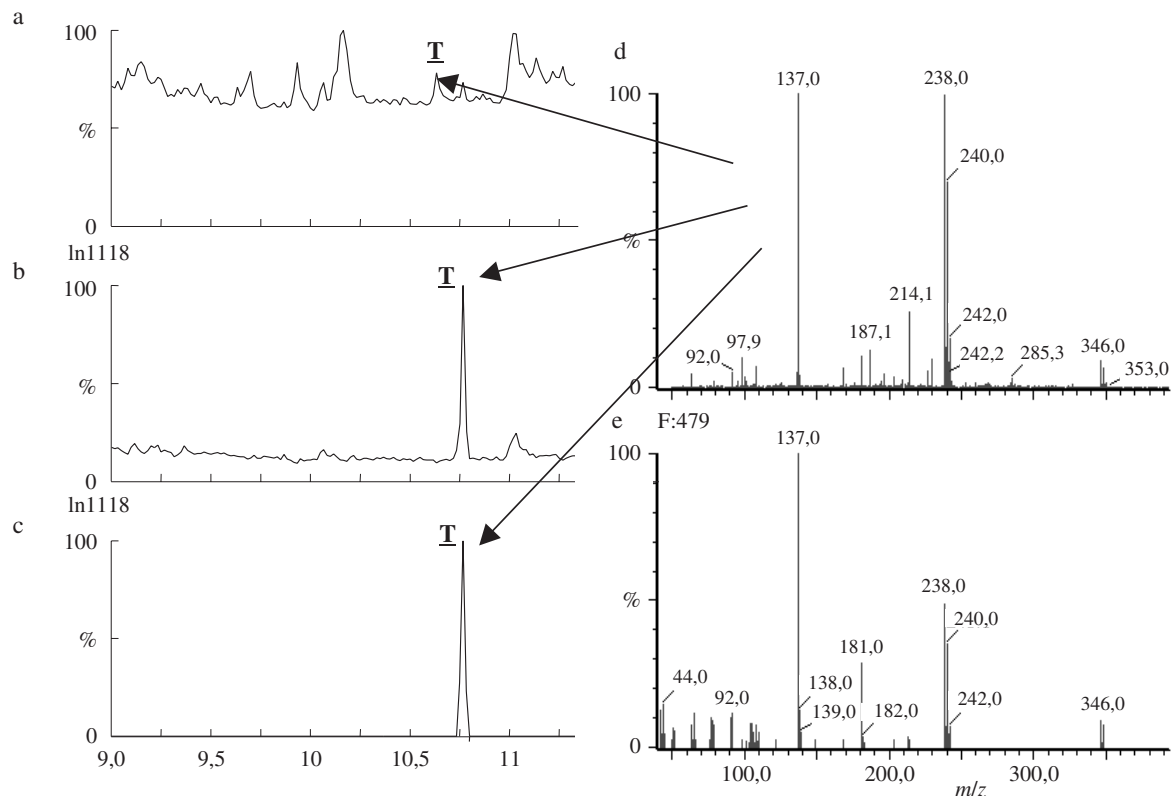 a
100
%
0
T
ln1118
b
100
%
0
T
ln1118
c
100
%
0
T
9,0 9,5 10 10,5 11
d
100
%
0
137,0
238,0
240,0
214,1
242,0
187,1
97,9
92,0
242,2
285,3
346,0
353,0
e F:479
100
%
0
137,0
238,0
240,0
181,0
44,0
92,0
138,0
139,0
182,0
242,0
346,0
100,0 200,0 300,0
m/z